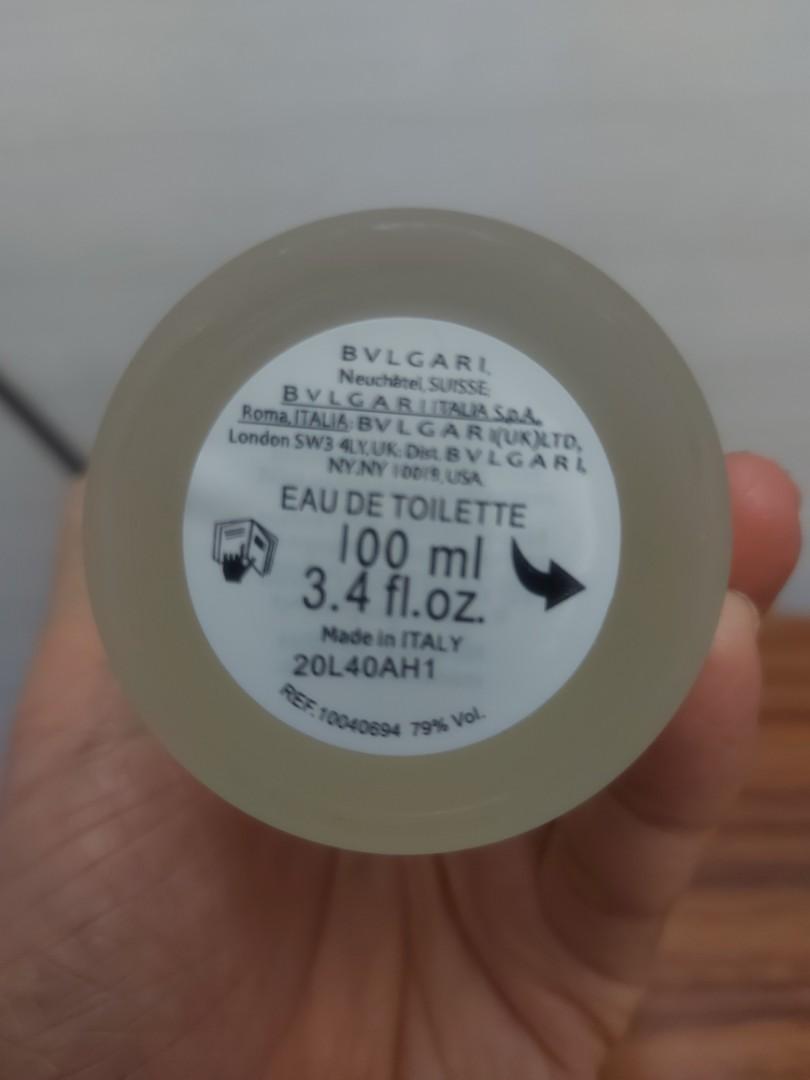 BVLGARI,
Neuchâtel, SUISSE;
BVLGARI ITALIA S.p.A.,
Roma, ITALIA; BVLGARI (UK) LTD,
London SW3 4LY, UK; Dist. BVLGARI,
NY, NY USA
EAU DE TOILETTE
100 ml
3.4 fl.oz.
Made in ITALY
20L40AH1
REF. 10040694 79% Vol.